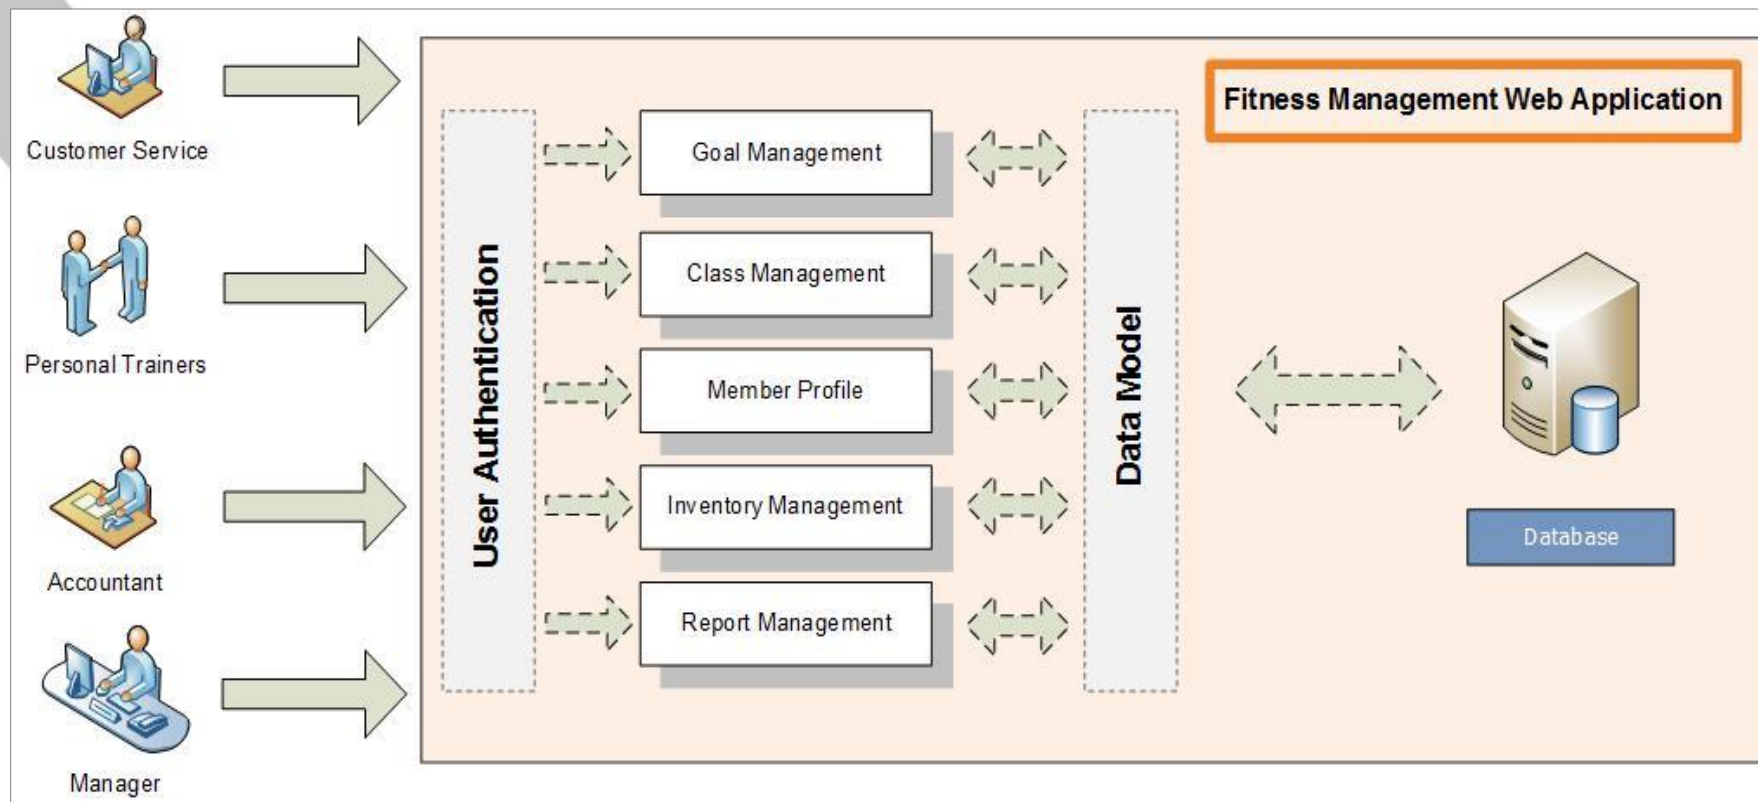 Customer Service
Personal Trainers
Accountant
Manager
User Authentication
Goal Management
Class Management
Member Profile
Inventory Management
Report Management
Data Model
Fitness Management Web Application
Database